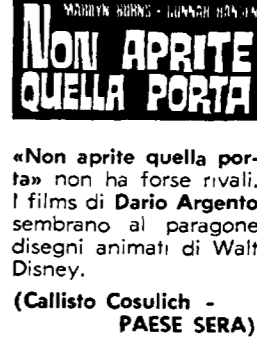 MARILYN BURNS - GUNNAR HANSEN
NON APRITE
QUELLA PORTA
«Non aprite quella por-
ta» non ha forse rivali.
I films di Dario Argento
sembrano al paragone
disegni animati di Walt
Disney.
(Callisto Cosulich -
PAESE SERA)